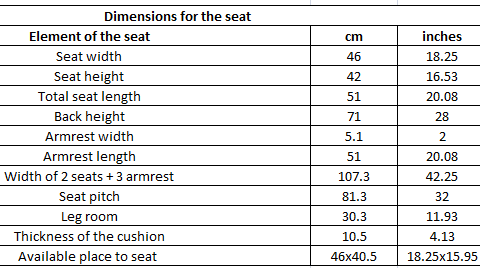 Dimensions for the seat
Element of the seat cm inches
Seat width 46 18.25
Seat height 42 16.53
Total seat length 51 20.08
Back height 71 28
Armrest width 5.1 2
Armrest length 51 20.08
Width of 2 seats + 3 armrest 107.3 42.25
Seat pitch 81.3 32
Leg room 30.3 11.93
Thickness of the cushion 10.5 4.13
Available place to seat 46x40.5 18.25x15.95